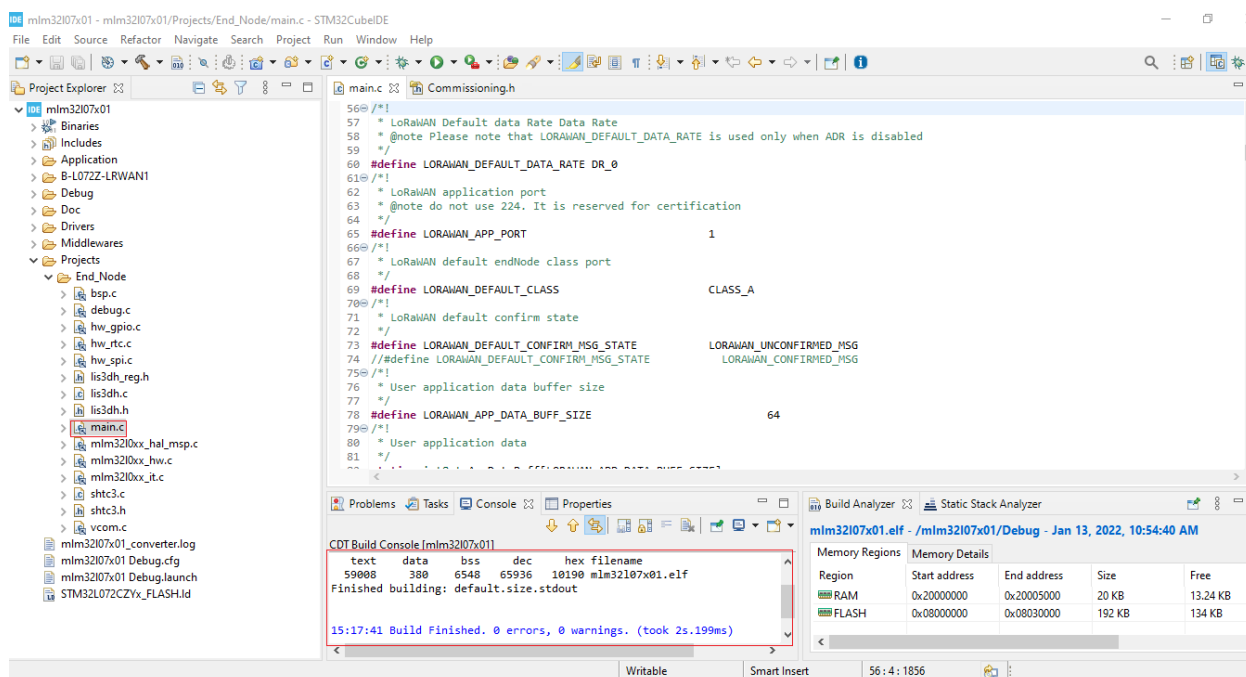 IDE mlm32l07x01 - mlm32l07x01/Projects/End_Node/main.c - STM32CubeIDE
File Edit Source Refactor Navigate Search Project Run Window Help
Project Explorer
mlm32l07x01
Binaries
Includes
Application
B-L072Z-LRWAN1
Debug
Doc
Drivers
Middlewares
Projects
End_Node
bsp.c
debug.c
hw_gpio.c
hw_rtc.c
hw_spi.c
lis3dh_reg.h
lis3dh.c
lis3dh.h
main.c
mlm32l0xx_hal_msp.c
mlm32l0xx_hw.c
mlm32l0xx_it.c
shtc3.c
shtc3.h
vcom.c
mlm32l07x01_converter.log
mlm32l07x01 Debug.cfg
mlm32l07x01 Debug.launch
STM32L072CZYx_FLASH.ld
main.c Commissioning.h
56 /*!
57 * LoRaWAN Default data Rate Data Rate
58 * @note Please note that LORAWAN_DEFAULT_DATA_RATE is used only when ADR is disabled
59 */
60 #define LORAWAN_DEFAULT_DATA_RATE DR_0
61 /*!
62 * LoRaWAN application port
63 * @note do not use 224. It is reserved for certification
64 */
65 #define LORAWAN_APP_PORT 1
66 /*!
67 * LoRaWAN default endNode class port
68 */
69 #define LORAWAN_DEFAULT_CLASS CLASS_A
70 /*!
71 * LoRaWAN default confirm state
72 */
73 #define LORAWAN_DEFAULT_CONFIRM_MSG_STATE LORAWAN_UNCONFIRMED_MSG
74 //#define LORAWAN_DEFAULT_CONFIRM_MSG_STATE LORAWAN_CONFIRMED_MSG
75 /*!
76 * User application data buffer size
77 */
78 #define LORAWAN_APP_DATA_BUFF_SIZE 64
79 /*!
80 * User application data
81 */
Problems Tasks Console Properties
CDT Build Console [mlm32l07x01]
text data bss dec hex filename
59008 380 6548 65936 10190 mlm32l07x01.elf
Finished building: default.size.stdout
15:17:41 Build Finished. 0 errors, 0 warnings. (took 2s.199ms)
Build Analyzer Static Stack Analyzer
mlm32l07x01.elf - /mlm32l07x01/Debug - Jan 13, 2022, 10:54:40 AM
Memory Regions Memory Details
Region Start address End address Size Free
RAM 0x20000000 0x20005000 20 KB 13.24 KB
FLASH 0x08000000 0x08030000 192 KB 134 KB
Writable Smart Insert 56 : 4 : 1856